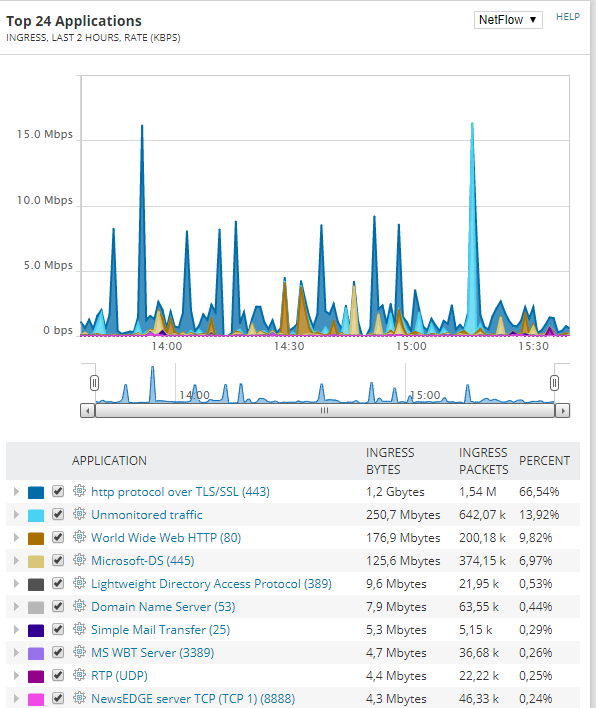 Top 24 Applications
NetFlow ▼
HELP
INGRESS, LAST 2 HOURS, RATE (KBPS)
15.0 Mbps
10.0 Mbps
5.0 Mbps
0 bps
14:00 14:30 15:00 15:30
14:00 15:00
APPLICATION INGRESS BYTES INGRESS PACKETS PERCENT
http protocol over TLS/SSL (443) 1,2 Gbytes 1,54 M 66,54%
Unmonitored traffic 250,7 Mbytes 642,07 k 13,92%
World Wide Web HTTP (80) 176,9 Mbytes 200,18 k 9,82%
Microsoft-DS (445) 125,6 Mbytes 374,15 k 6,97%
Lightweight Directory Access Protocol (389) 9,6 Mbytes 21,95 k 0,53%
Domain Name Server (53) 7,9 Mbytes 63,55 k 0,44%
Simple Mail Transfer (25) 5,3 Mbytes 5,15 k 0,29%
MS WBT Server (3389) 4,7 Mbytes 36,68 k 0,26%
RTP (UDP) 4,4 Mbytes 22,22 k 0,25%
NewsEDGE server TCP (TCP 1) (8888) 4,3 Mbytes 46,33 k 0,24%